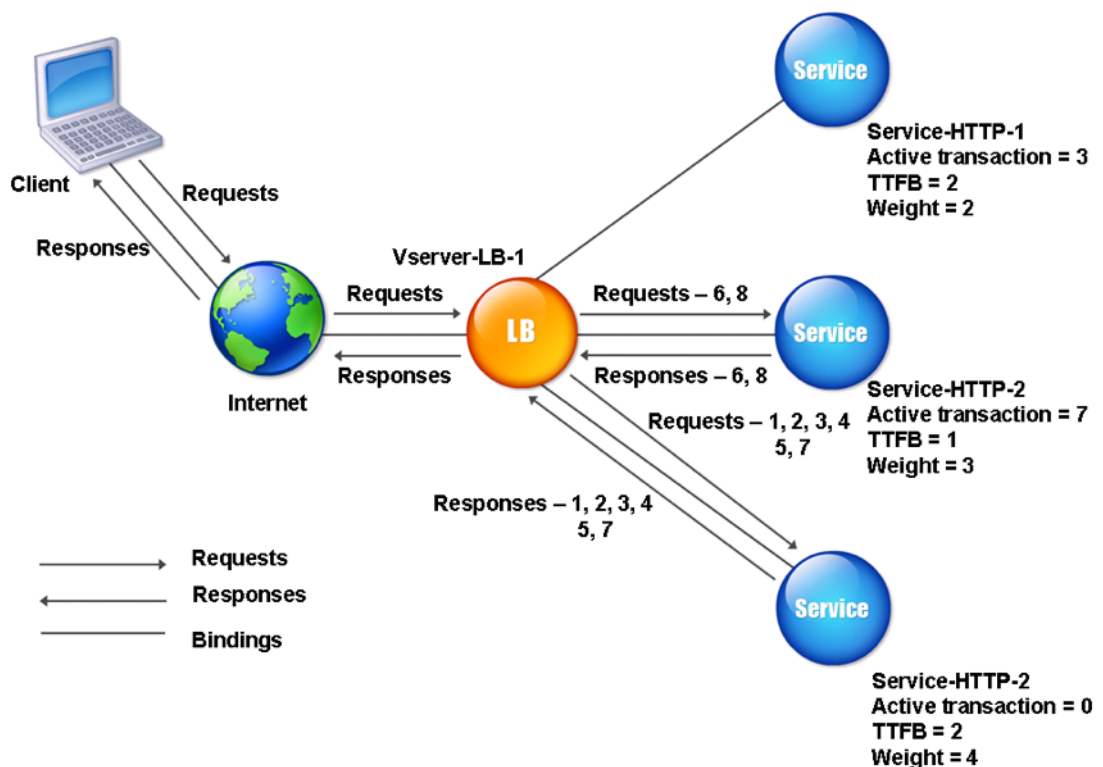 Service
Service-HTTP-1
Active transaction = 3
TTFB = 2
Weight = 2
Client
Requests
Responses
Vserver-LB-1
Requests
LB
Responses
Internet
Requests – 6, 8
Responses – 6, 8
Service
Service-HTTP-2
Active transaction = 7
TTFB = 1
Weight = 3
Requests – 1, 2, 3, 4
5, 7
Responses – 1, 2, 3, 4
5, 7
Service
Service-HTTP-2
Active transaction = 0
TTFB = 2
Weight = 4
Requests
Responses
Bindings